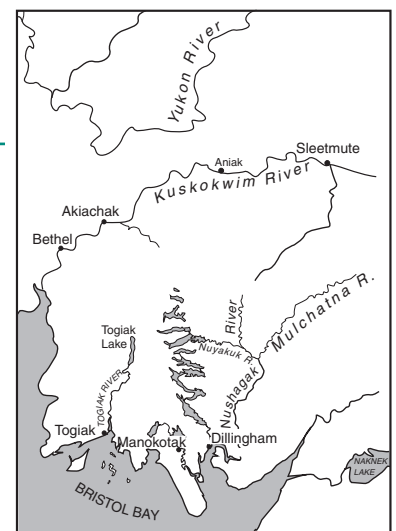 Yukon River
Sleetmute
Aniak
Kuskokwim River
Akiachak
Bethel
Togiak
Lake
River
Mulchatna R.
Nuyakuk R.
TOGIAK RIVER
Nushagak
Togiak
Manokotak
Dillingham
NAKNEK
LAKE
BRISTOL BAY